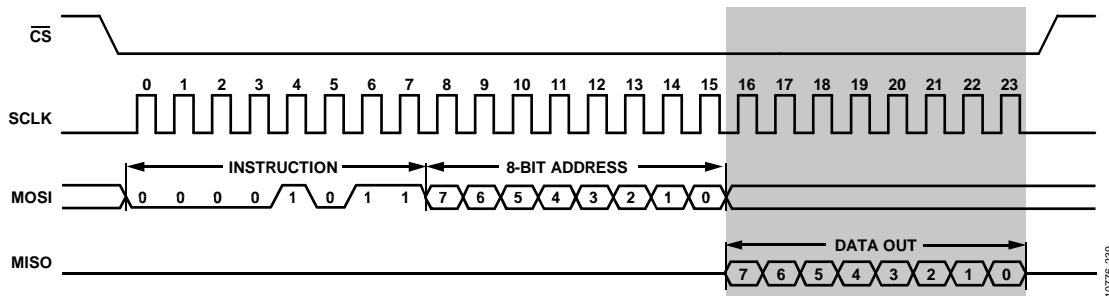 CS
0 1 2 3 4 5 6 7 8 9 10 11 12 13 14 15 16 17 18 19 20 21 22 23
SCLK
INSTRUCTION 8-BIT ADDRESS
MOSI 0 0 0 0 1 0 1 1 7 6 5 4 3 2 1 0
DATA OUT
MISO 7 6 5 4 3 2 1 0
10776-239